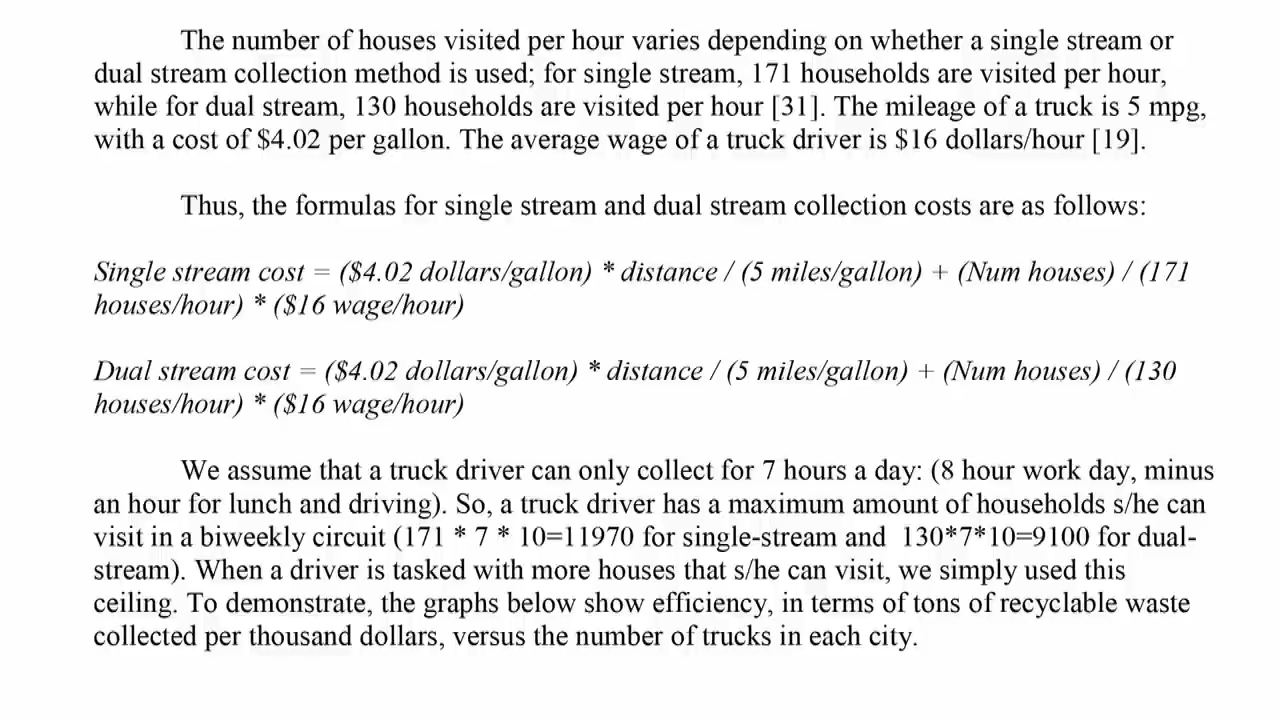 The number of houses visited per hour varies depending on whether a single stream or
dual stream collection method is used; for single stream, 171 households are visited per hour,
while for dual stream, 130 households are visited per hour [31]. The mileage of a truck is 5 mpg,
with a cost of $4.02 per gallon. The average wage of a truck driver is $16 dollars/hour [19].
Thus, the formulas for single stream and dual stream collection costs are as follows:
Single stream cost = ($4.02 dollars/gallon) * distance / (5 miles/gallon) + (Num houses) / (171
houses/hour) * ($16 wage/hour)
Dual stream cost = ($4.02 dollars/gallon) * distance / (5 miles/gallon) + (Num houses) / (130
houses/hour) * ($16 wage/hour)
We assume that a truck driver can only collect for 7 hours a day: (8 hour work day, minus
an hour for lunch and driving). So, a truck driver has a maximum amount of households s/he can
visit in a biweekly circuit (171 * 7 * 10=11970 for single-stream and 130*7*10=9100 for dual-
stream). When a driver is tasked with more houses that s/he can visit, we simply used this
ceiling. To demonstrate, the graphs below show efficiency, in terms of tons of recyclable waste
collected per thousand dollars, versus the number of trucks in each city.